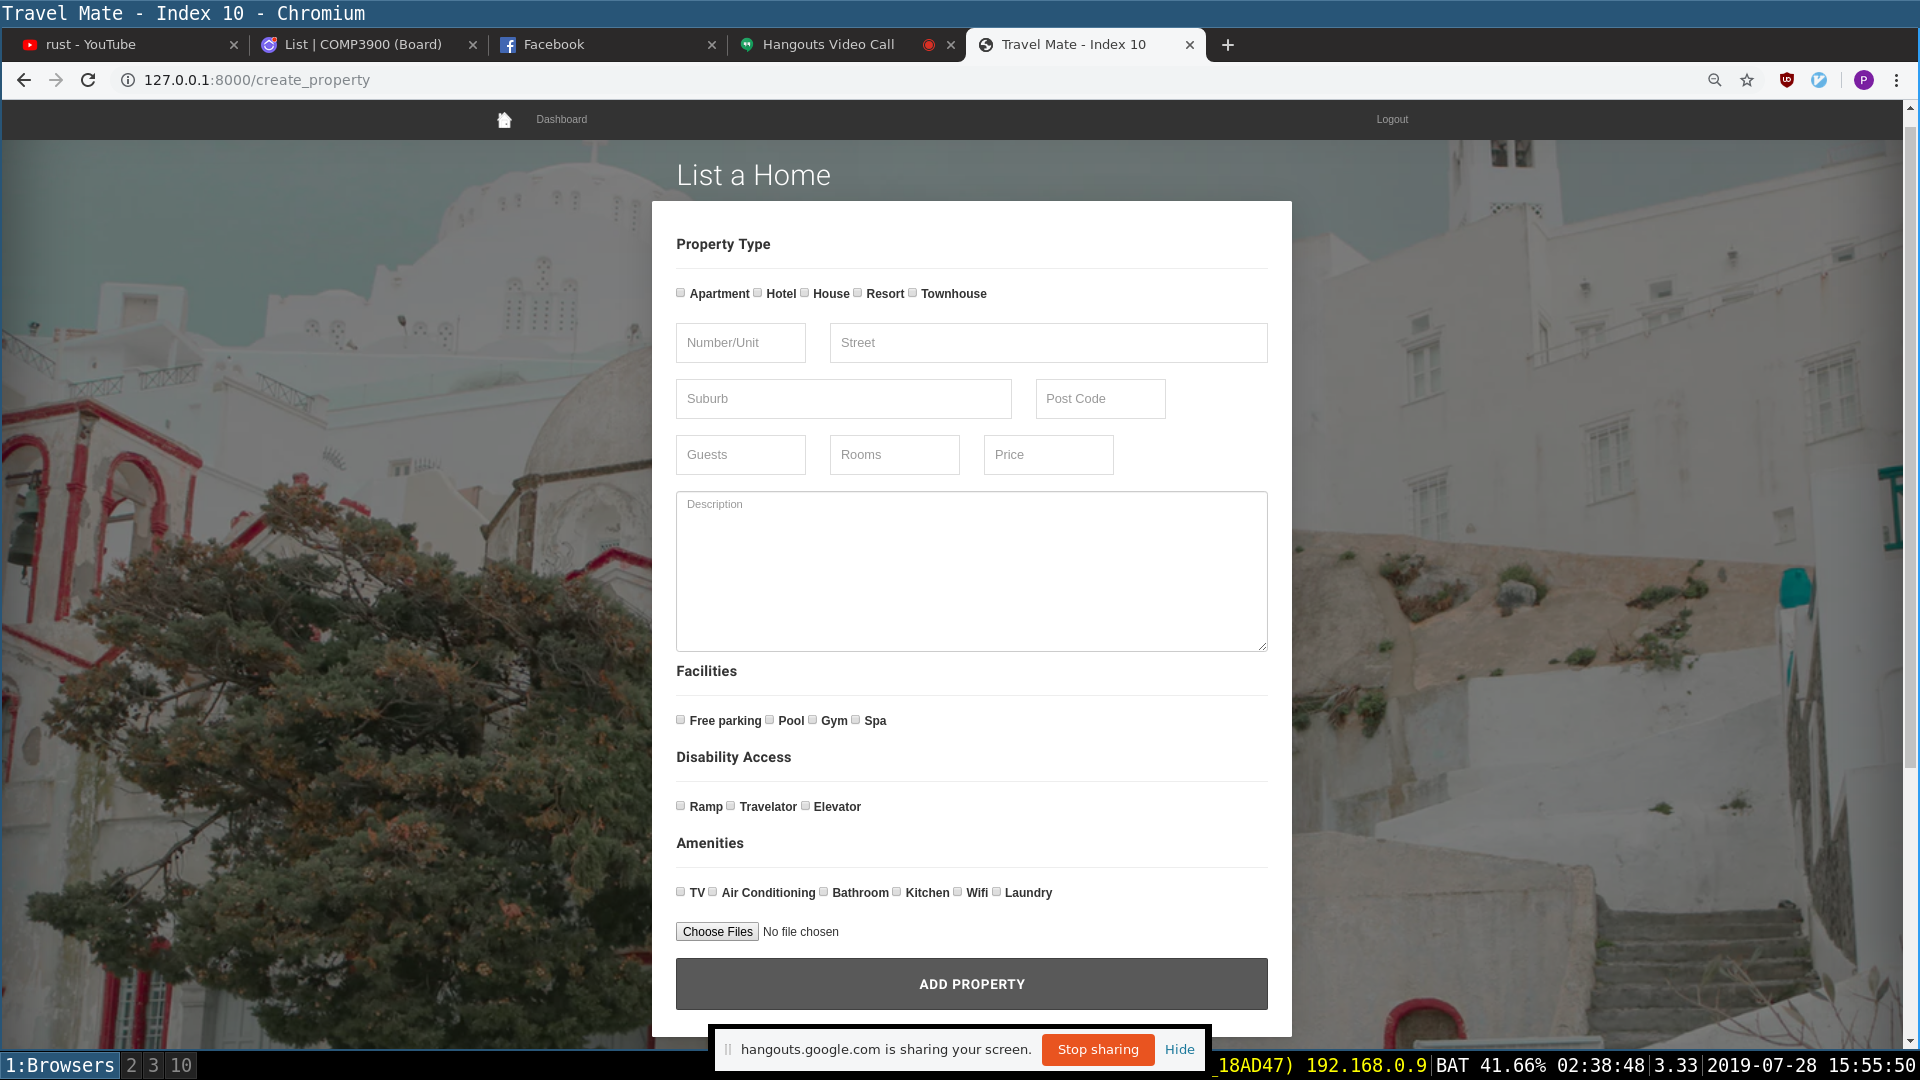 Travel Mate - Index 10 - Chromium
rust - YouTube
List | COMP3900 (Board)
Facebook
Hangouts Video Call
Travel Mate - Index 10
127.0.0.1:8000/create_property
P
Dashboard
Logout
List a Home
Property Type
Apartment Hotel House Resort Townhouse
Number/Unit
Street
Suburb
Post Code
Guests
Rooms
Price
Description
Facilities
Free parking Pool Gym Spa
Disability Access
Ramp Travelator Elevator
Amenities
TV Air Conditioning Bathroom Kitchen Wifi Laundry
Choose Files No file chosen
ADD PROPERTY
hangouts.google.com is sharing your screen. Stop sharing Hide
1:Browsers 2 3 10
_18AD47) 192.168.0.9 BAT 41.66% 02:38:48 3.33 2019-07-28 15:55:50